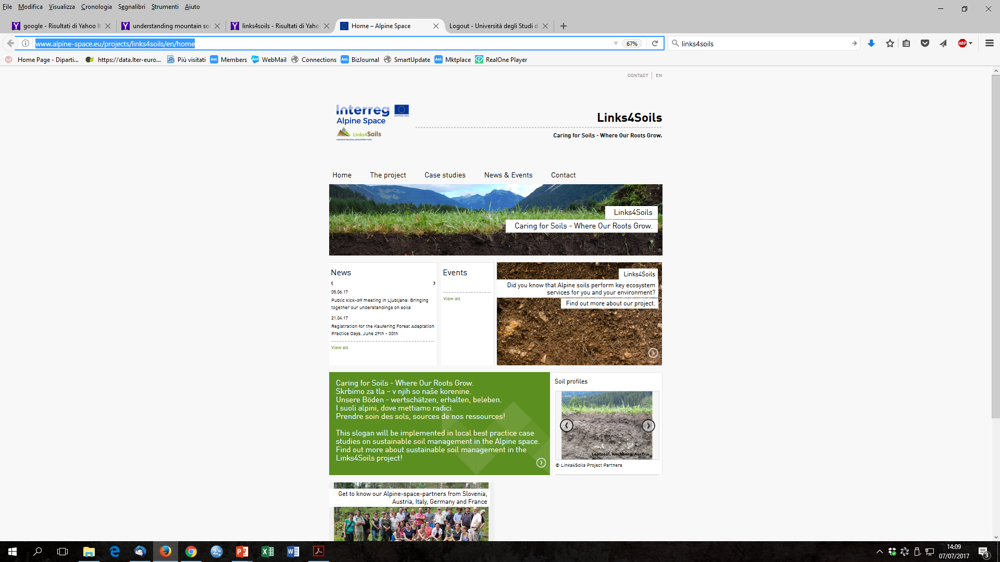 File Modifica Visualizza Cronologia Segnalibri Strumenti Aiuto
google - Risultati di Yahoo It
understanding mountain so
links4soils - Risultati di Yaho
Home – Alpine Space
Logout - Università degli Studi d
www.alpine-space.eu/projects/links4soils/en/home
67%
links4soils
ABP
Home Page - Diparti...
https://data.lter-euro...
Più visitati
Aol. Members
Aol. WebMail
Connections
Aol. BizJournal
SmartUpdate
Aol. Mktplace
RealOne Player
CONTACT | EN
Interreg
EUROPEAN UNION
Alpine Space
Links4Soils
EUROPEAN REGIONAL DEVELOPMENT FUND
Links4Soils
Caring for Soils - Where Our Roots Grow.
Home The project Case studies News & Events Contact
Links4Soils
Caring for Soils - Where Our Roots Grow.
News
05.06.17
Public kick-off meeting in Ljubljana: Bringing
together our understandings on soils
21.04.17
Registration for the Kaufering Forest Adaptation
Practice Days, June 29th - 30th
View all
Events
View all
Links4Soils
Did you know that Alpine soils perform key ecosystem
services for you and your environment?
Find out more about our project.
Caring for Soils - Where Our Roots Grow.
Skrbimo za tla – v njih so naše korenine.
Unsere Böden - wertschätzen, erhalten, beleben.
I suoli alpini, dove mettiamo radici.
Prendre soin des sols, sources de nos ressources!
This slogan will be implemented in local best practice case
studies on sustainable soil management in the Alpine space.
Find out more about sustainable soil management in the
Links4Soils project!
Soil profiles
Leptosol, Kirchberg, Austria
© Links4Soils Project Partners
Get to know our Alpine-space-partners from Slovenia,
Austria, Italy, Germany and France
14:09
07/07/2017
3